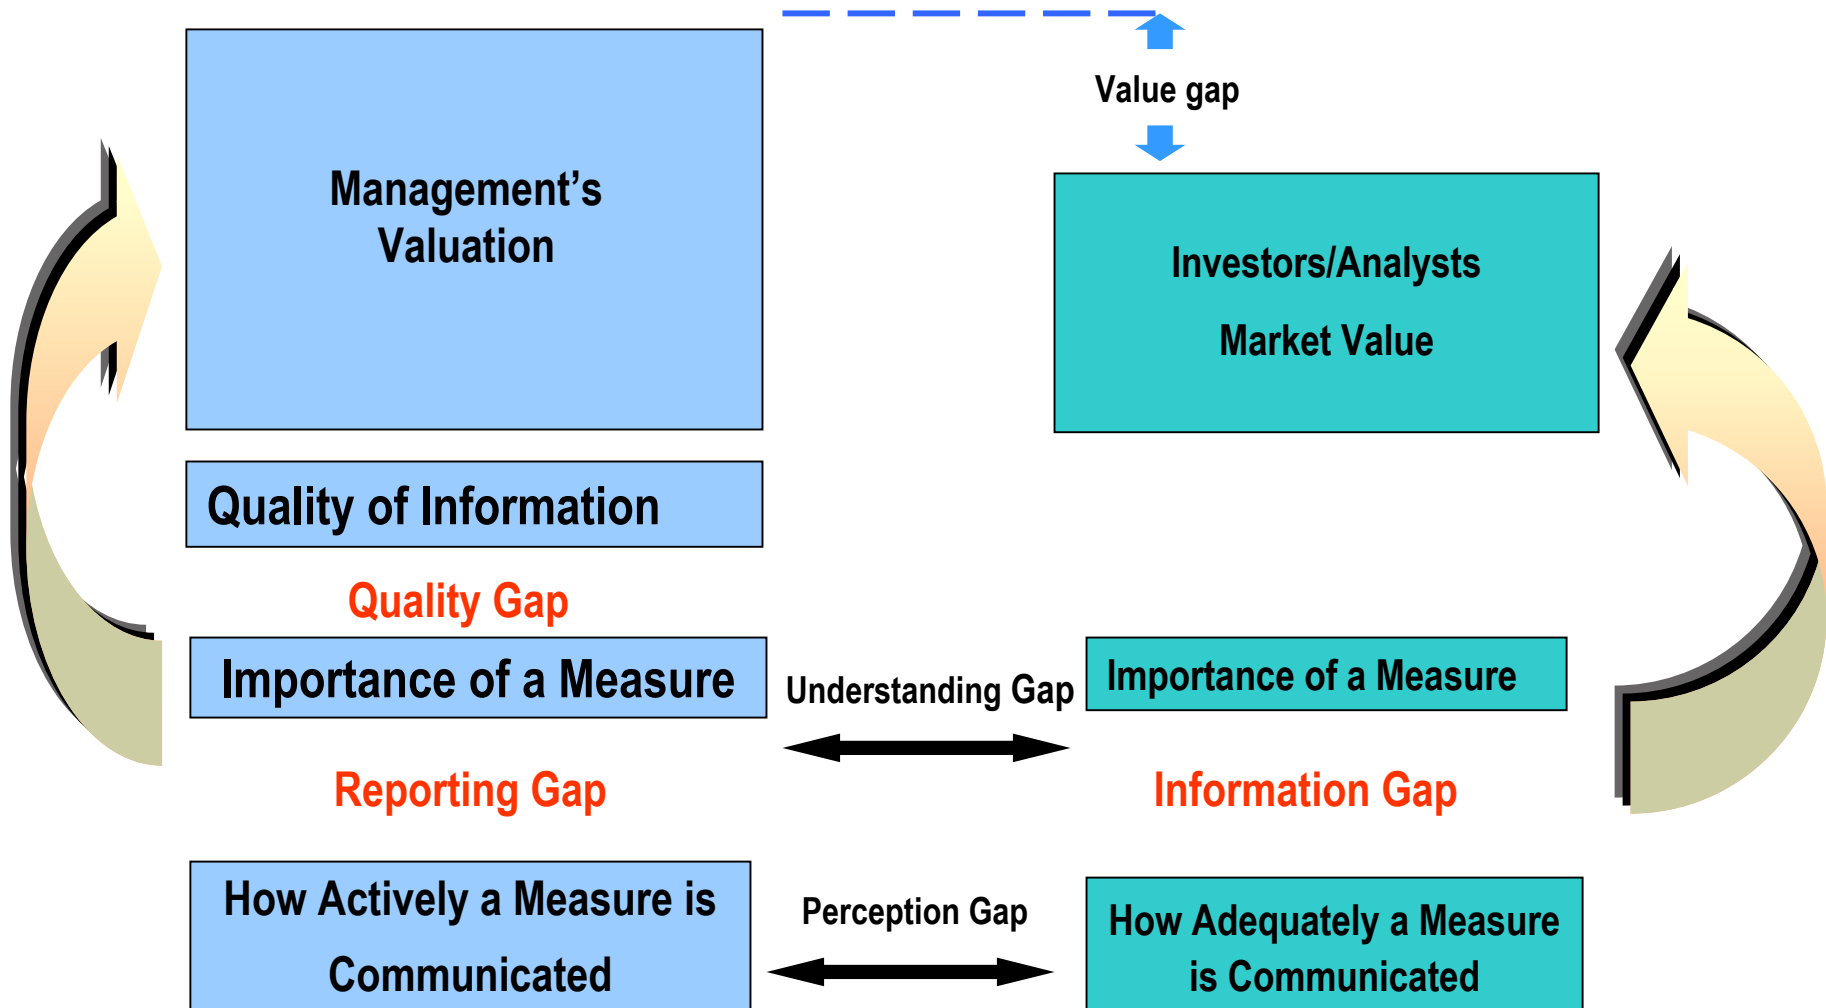 Value gap
Management’s
Valuation
Investors/Analysts
Market Value
Quality of Information
Quality Gap
Importance of a Measure
Understanding Gap
Importance of a Measure
Reporting Gap
Information Gap
How Actively a Measure is
Communicated
Perception Gap
How Adequately a Measure
is Communicated